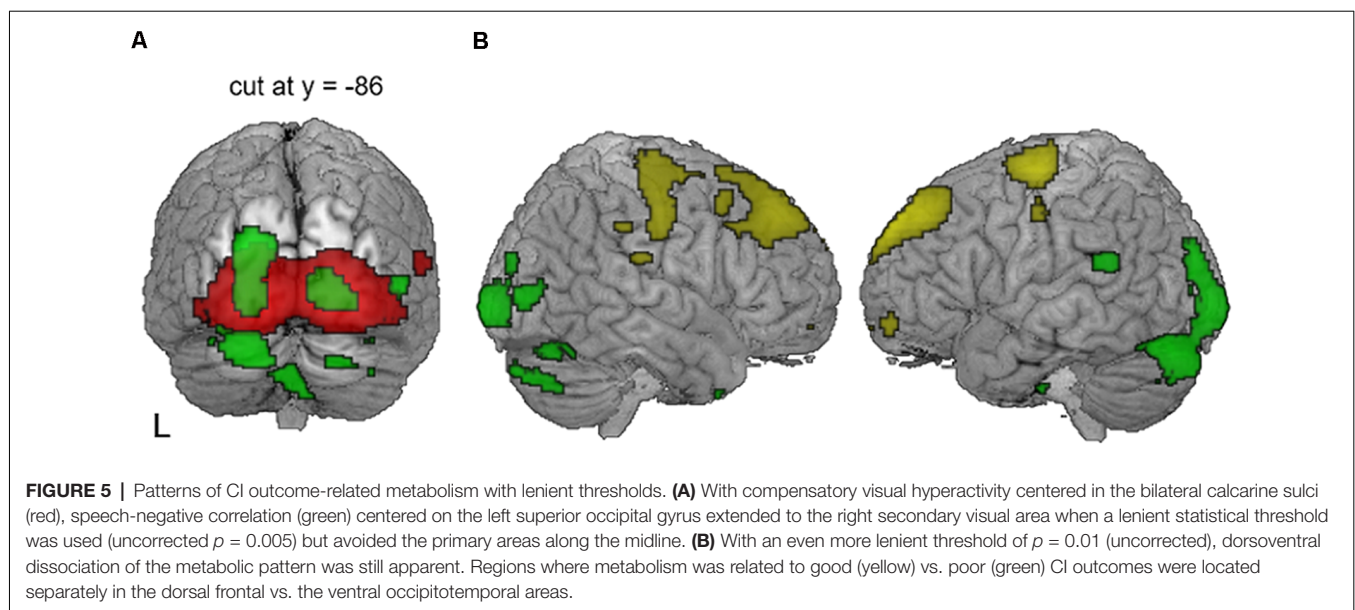 A
B
cut at y = -86
L
FIGURE 5 | Patterns of CI outcome-related metabolism with lenient thresholds. (A) With compensatory visual hyperactivity centered in the bilateral calcarine sulci
(red), speech-negative correlation (green) centered on the left superior occipital gyrus extended to the right secondary visual area when a lenient statistical threshold
was used (uncorrected p = 0.005) but avoided the primary areas along the midline. (B) With an even more lenient threshold of p = 0.01 (uncorrected), dorsoventral
dissociation of the metabolic pattern was still apparent. Regions where metabolism was related to good (yellow) vs. poor (green) CI outcomes were located
separately in the dorsal frontal vs. the ventral occipitotemporal areas.